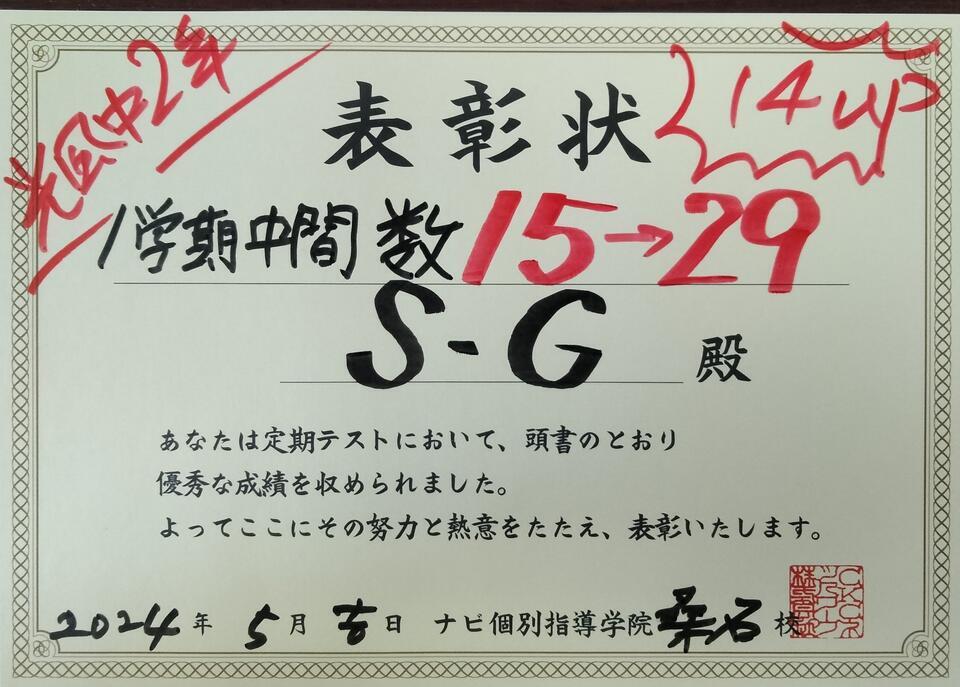 光風中2年
14up
表彰状
1学期中間 数 15→29
S-G 殿
あなたは定期テストにおいて、頭書のとおり
優秀な成績を収められました。
よってここにその努力と熱意をたたえ、表彰いたします。
2024年 5月 吉日 ナビ個別指導学院 桑名 校